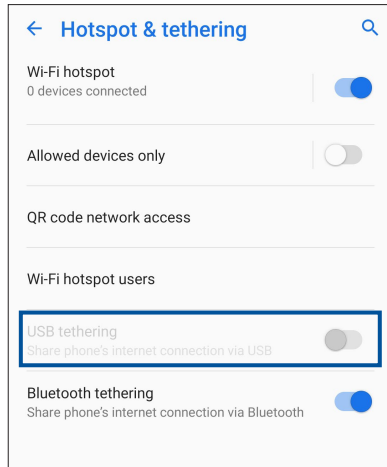 Hotspot & tethering
Wi-Fi hotspot
0 devices connected
Allowed devices only
QR code network access
Wi-Fi hotspot users
USB tethering
Share phone's internet connection via USB
Bluetooth tethering
Share phone's internet connection via Bluetooth